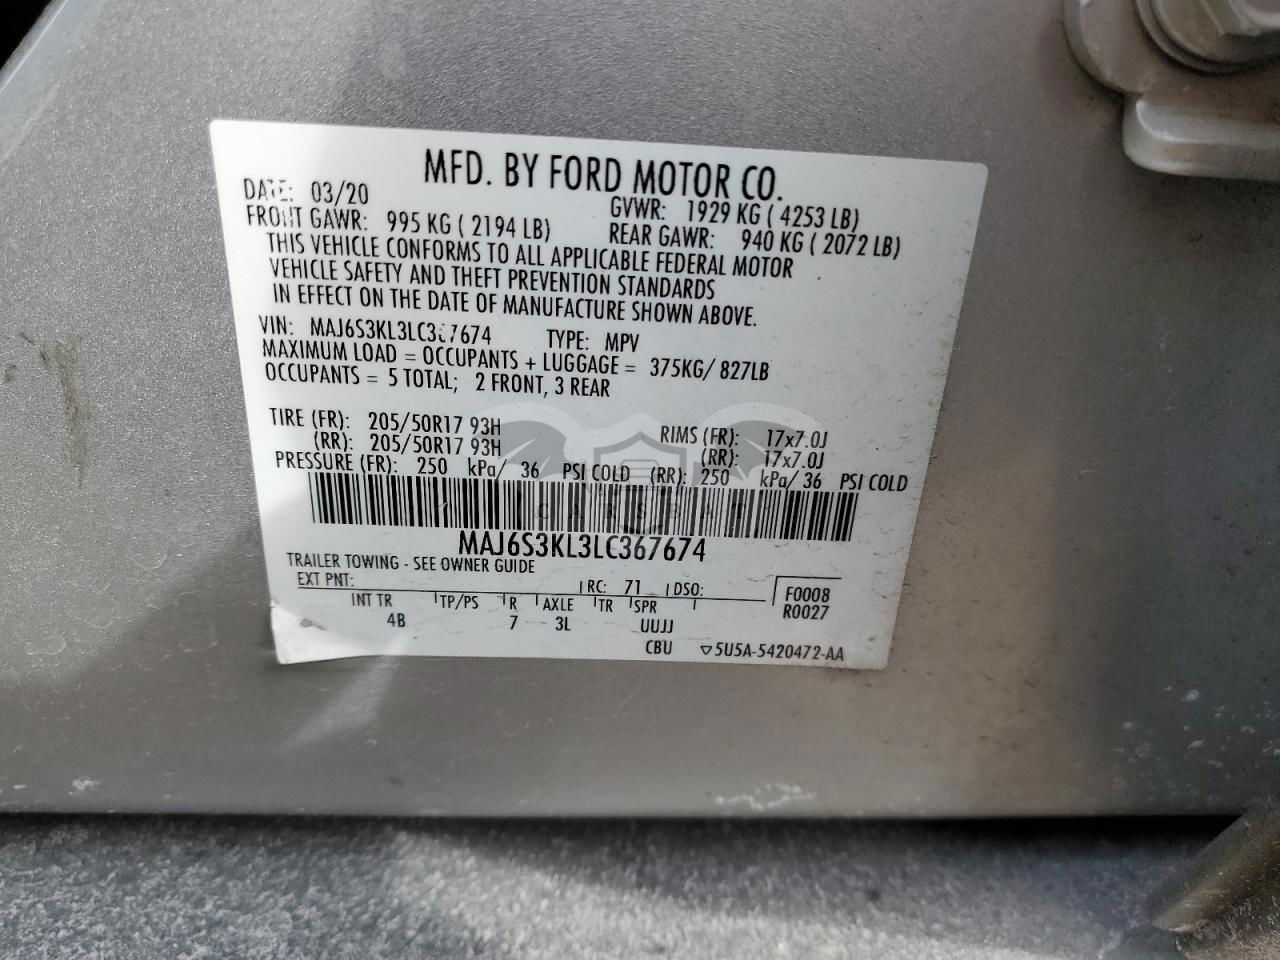 MFD. BY FORD MOTOR CO.
DATE: 03/20 GVWR: 1929 KG ( 4253 LB)
FRONT GAWR: 995 KG ( 2194 LB) REAR GAWR: 940 KG ( 2072 LB)
THIS VEHICLE CONFORMS TO ALL APPLICABLE FEDERAL MOTOR
VEHICLE SAFETY AND THEFT PREVENTION STANDARDS
IN EFFECT ON THE DATE OF MANUFACTURE SHOWN ABOVE.
VIN: MAJ6S3KL3LC367674 TYPE: MPV
MAXIMUM LOAD = OCCUPANTS + LUGGAGE = 375KG/ 827LB
OCCUPANTS = 5 TOTAL; 2 FRONT, 3 REAR
TIRE (FR): 205/50R17 93H RIMS (FR): 17x7.0J
(RR): 205/50R17 93H (RR): 17x7.0J
PRESSURE (FR): 250 kPa/ 36 PSI COLD (RR): 250 kPa/ 36 PSI COLD
MAJ6S3KL3LC367674
TRAILER TOWING - SEE OWNER GUIDE
EXT PNT: RC: 71 DSO: F0008
INT TR TP/PS R AXLE TR SPR R0027
4B 7 3L UUJJ
CBU 5U5A-5420472-AA